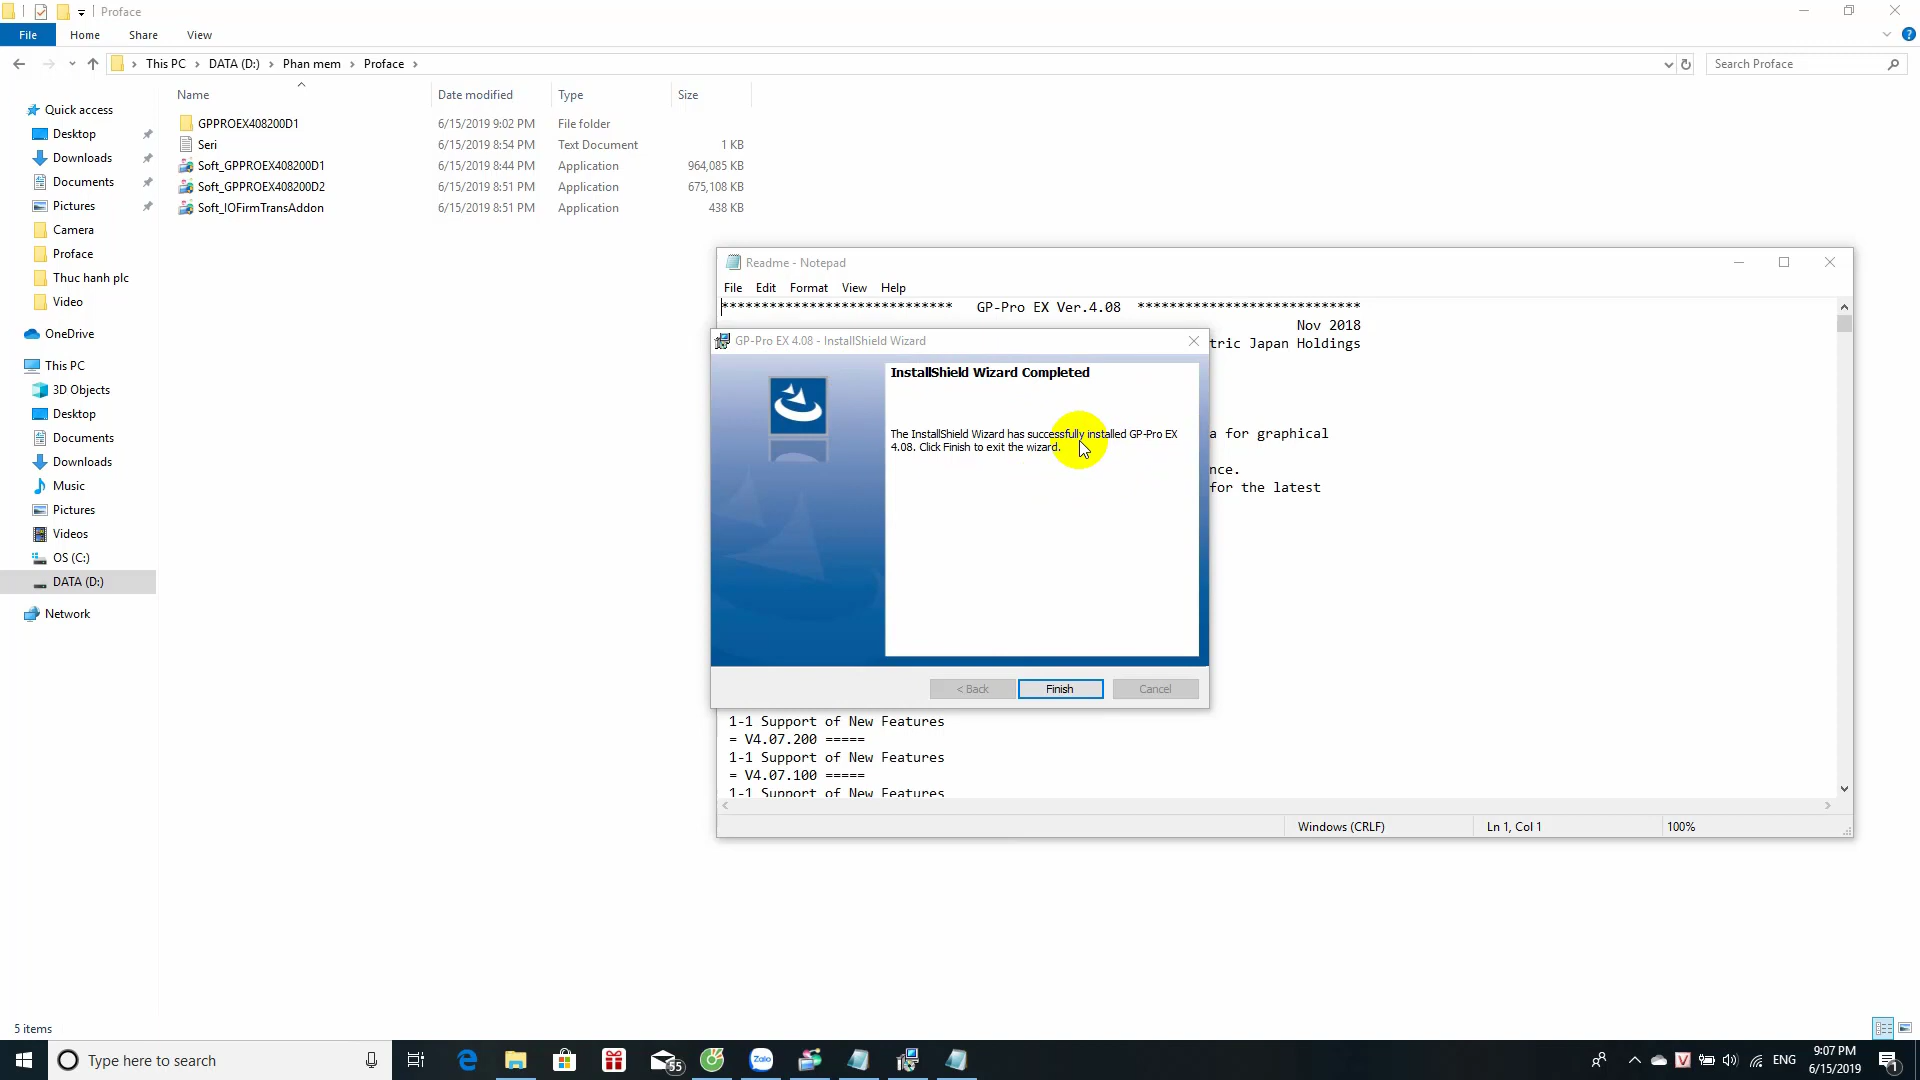 Proface
File Home Share View
This PC DATA (D:) Phan mem Proface
Search Proface
Name Date modified Type Size
GPPROEX408200D1 6/15/2019 9:02 PM File folder
Seri 6/15/2019 8:54 PM Text Document 1 KB
Soft_GPPROEX408200D1 6/15/2019 8:44 PM Application 964,085 KB
Soft_GPPROEX408200D2 6/15/2019 8:51 PM Application 675,108 KB
Soft_IOFirmTransAddon 6/15/2019 8:51 PM Application 438 KB
Quick access
Desktop
Downloads
Documents
Pictures
Camera
Proface
Thuc hanh plc
Video
OneDrive
This PC
3D Objects
Desktop
Documents
Downloads
Music
Pictures
Videos
OS (C:)
DATA (D:)
Network
Readme - Notepad
File Edit Format View Help
**************************** GP-Pro EX Ver.4.08 ****************************
Nov 2018
tric Japan Holdings
a for graphical
nce.
for the latest
GP-Pro EX 4.08 - InstallShield Wizard
InstallShield Wizard Completed
The InstallShield Wizard has successfully installed GP-Pro EX
4.08. Click Finish to exit the wizard.
< Back Finish Cancel
1-1 Support of New Features
= V4.07.200 =====
1-1 Support of New Features
= V4.07.100 =====
1-1 Support of New Features
Windows (CRLF) Ln 1, Col 1 100%
5 items
Type here to search
55
Zalo
V
ENG
9:07 PM
6/15/2019
1